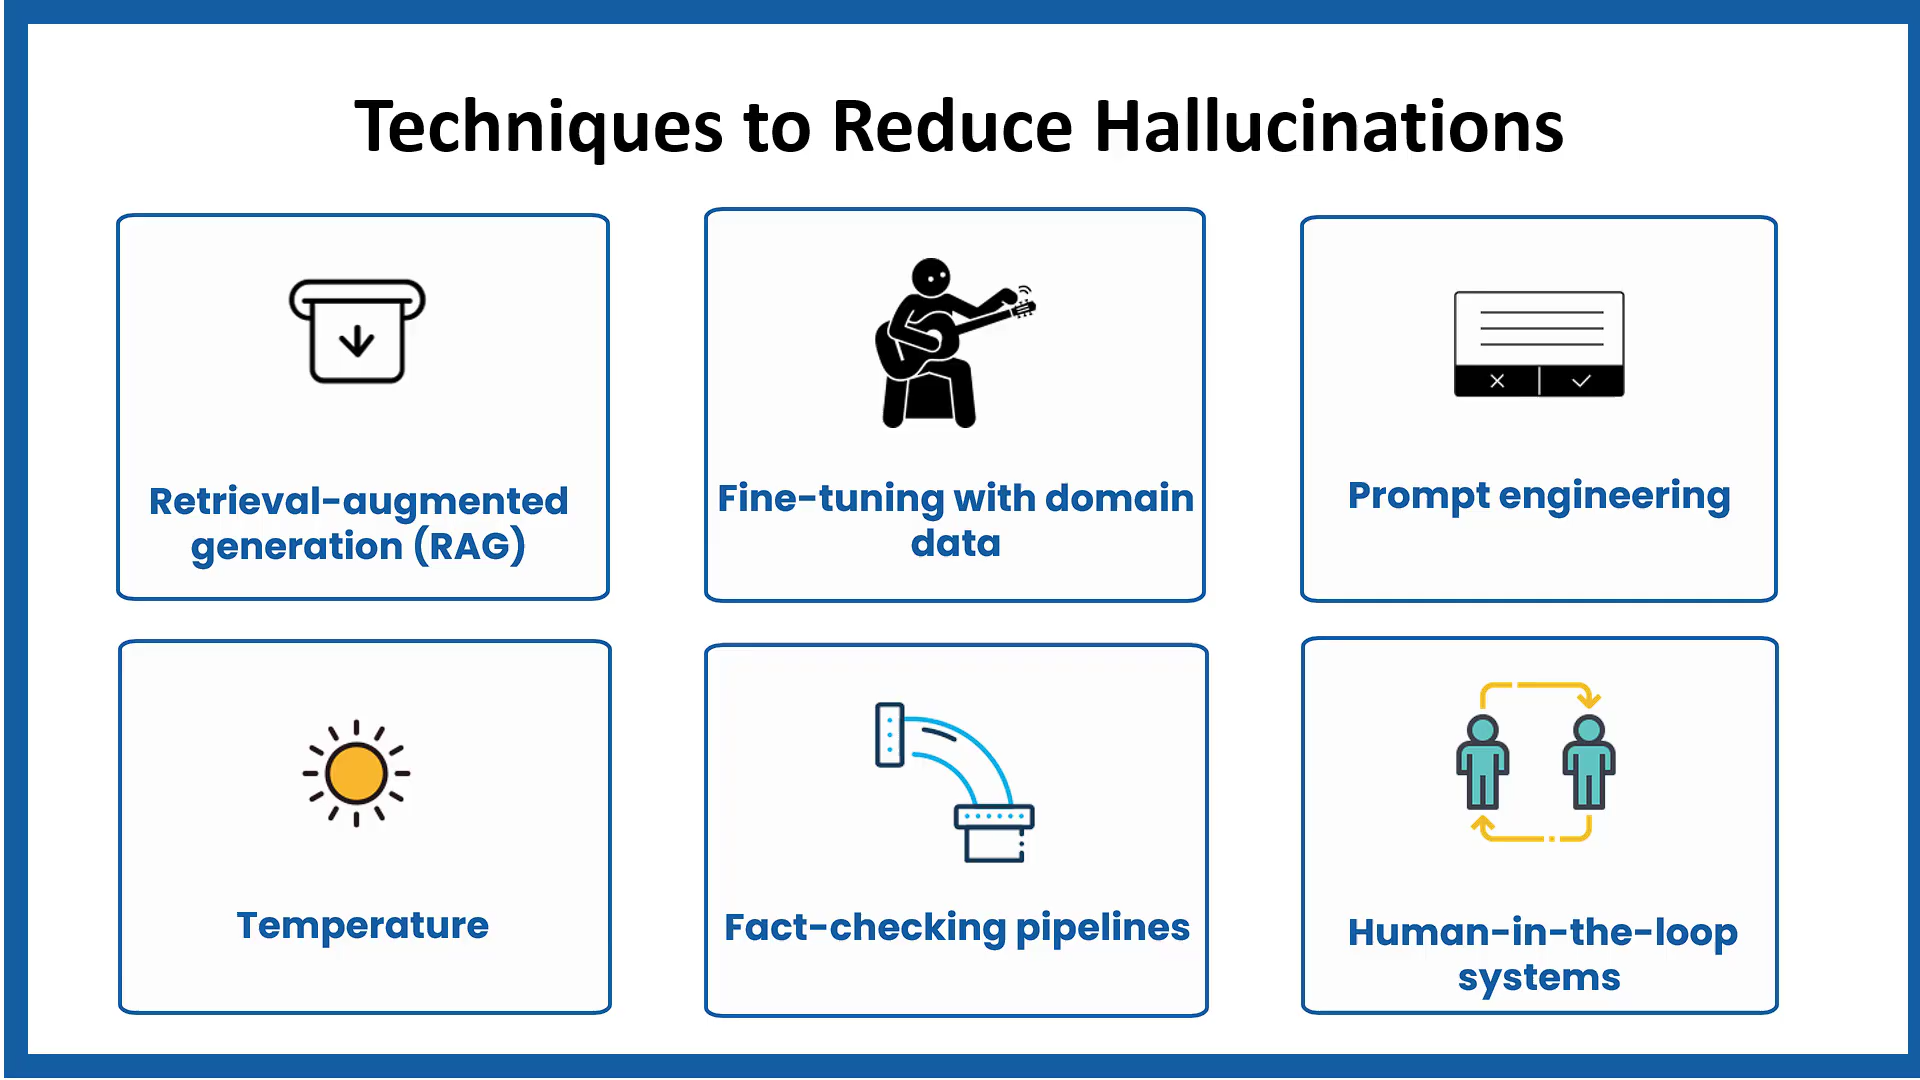 Techniques to Reduce Hallucinations
Retrieval-augmented
generation (RAG)
Fine-tuning with domain
data
Prompt engineering
Temperature
Fact-checking pipelines
Human-in-the-loop
systems